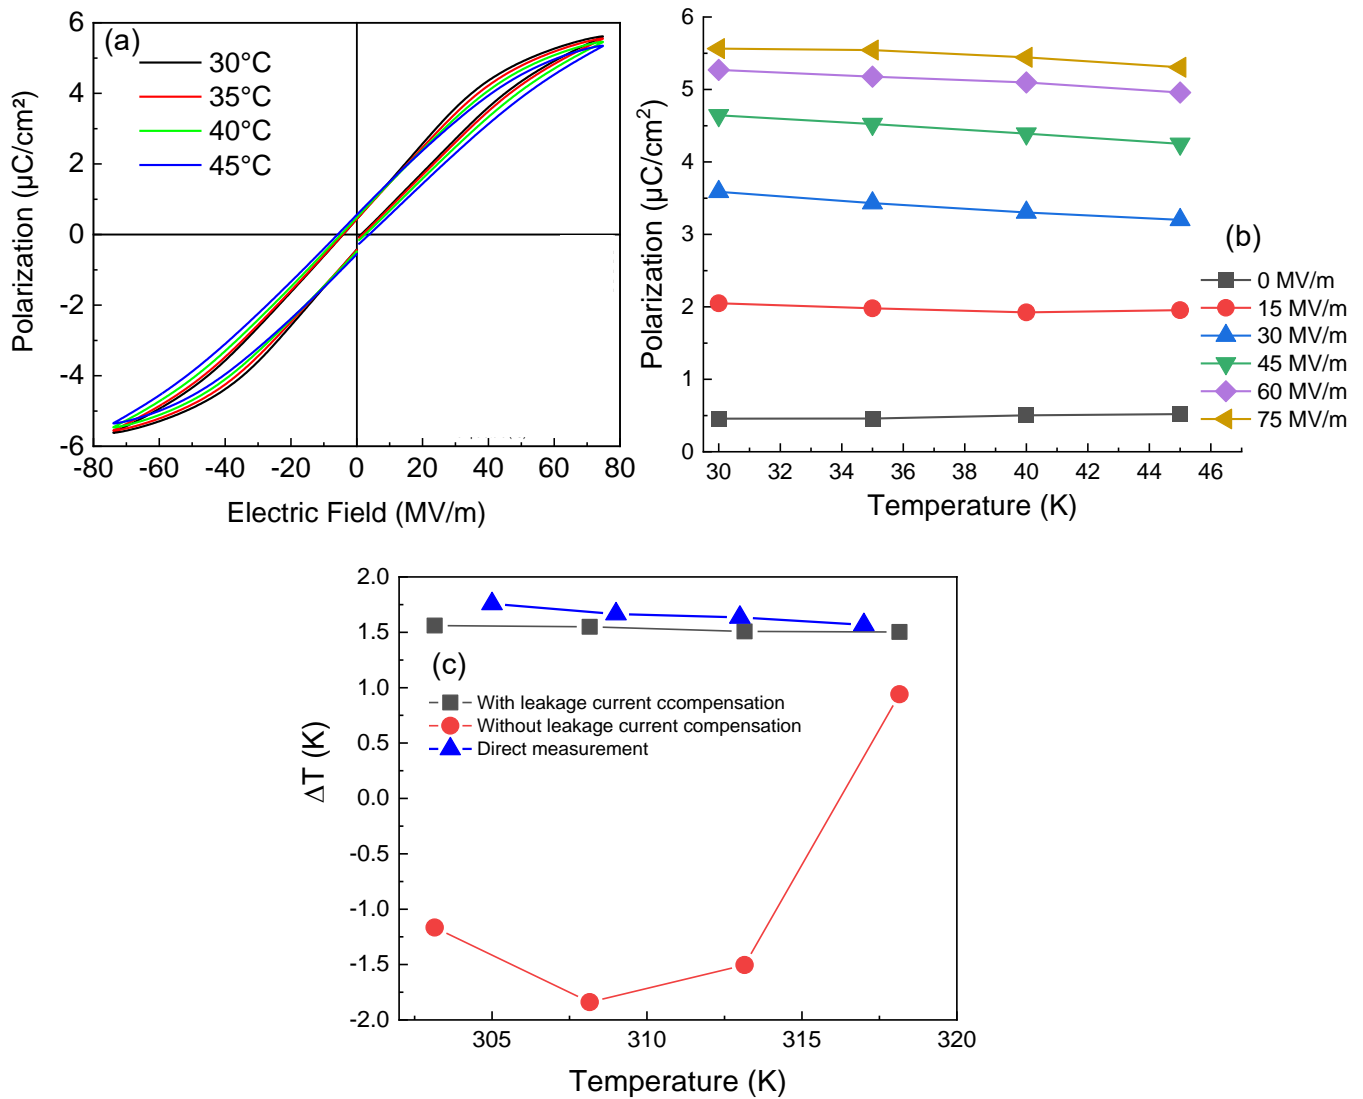 (a)
30°C
35°C
40°C
45°C
6
4
2
0
-2
-4
-6
-80 -60 -40 -20 0 20 40 60 80
Polarization (µC/cm²)
Electric Field (MV/m)
6
5
4
3
2
1
0
30 32 34 36 38 40 42 44 46
Polarization (µC/cm²)
Temperature (K)
(b)
0 MV/m
15 MV/m
30 MV/m
45 MV/m
60 MV/m
75 MV/m
2.0
1.5
1.0
0.5
0.0
-0.5
-1.0
-1.5
-2.0
305 310 315 320
ΔT (K)
Temperature (K)
(c)
With leakage current ccompensation
Without leakage current compensation
Direct measurement